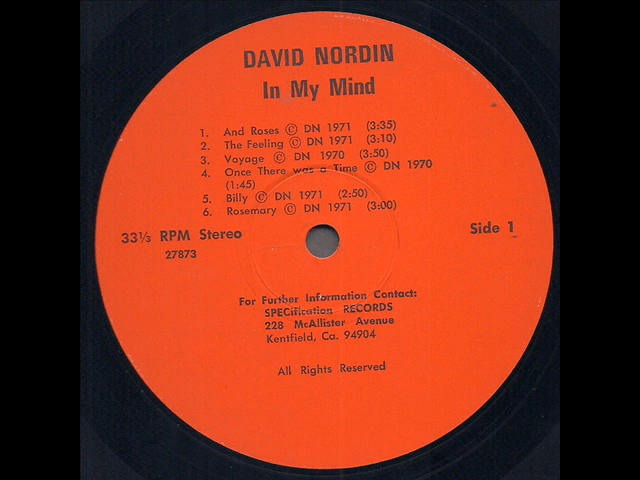 DAVID NORDIN
In My Mind
1. And Roses © DN 1971 (3:35)
2. The Feeling © DN 1971 (3:10)
3. Voyage © DN 1970 (3:50)
4. Once There was a Time © DN 1970
(1:45)
5. Billy © DN 1971 (2:50)
6. Rosemary © DN 1971 (3:00)
33⅓ RPM Stereo
27873
Side 1
For Further Information Contact:
SPECification RECORDS
228 McAllister Avenue
Kentfield, Ca. 94904
All Rights Reserved